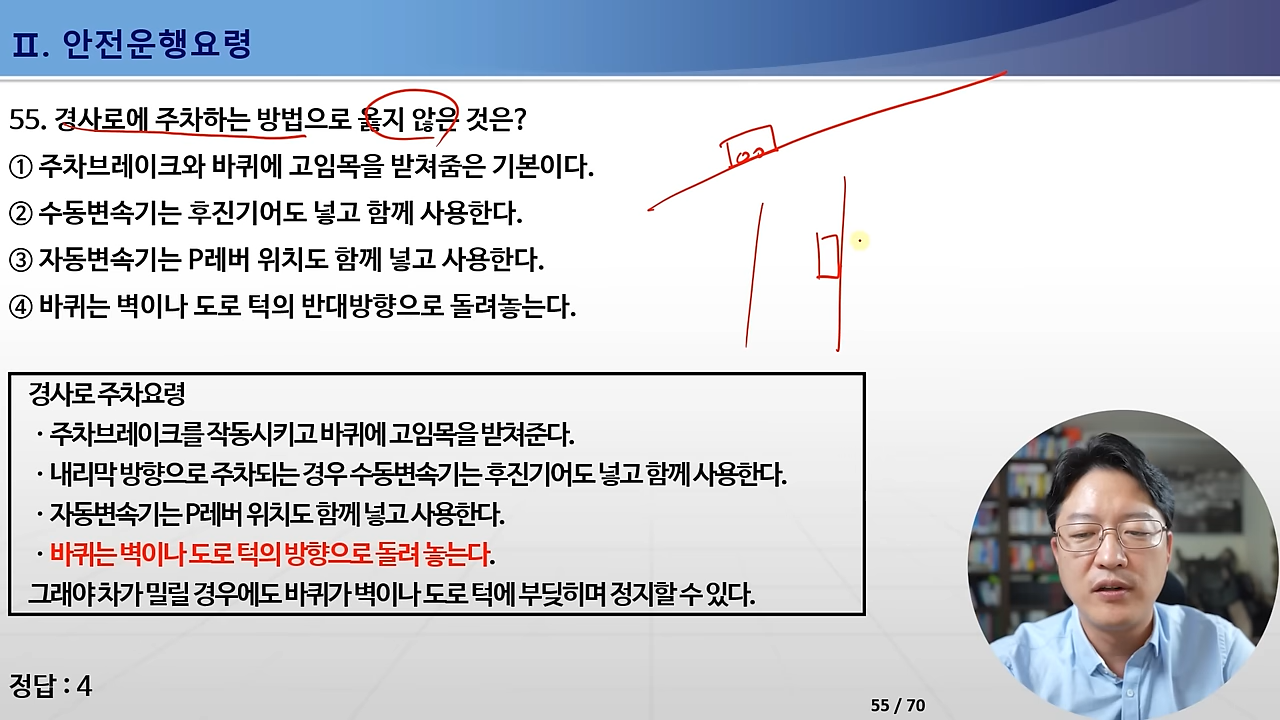 Ⅱ. 안전운행요령
55. 경사로에 주차하는 방법으로 옳지 않은 것은?
① 주차브레이크와 바퀴에 고임목을 받쳐줌은 기본이다.
② 수동변속기는 후진기어도 넣고 함께 사용한다.
③ 자동변속기는 P레버 위치도 함께 넣고 사용한다.
④ 바퀴는 벽이나 도로 턱의 반대방향으로 돌려놓는다.
경사로 주차요령
· 주차브레이크를 작동시키고 바퀴에 고임목을 받쳐준다.
· 내리막 방향으로 주차되는 경우 수동변속기는 후진기어도 넣고 함께 사용한다.
· 자동변속기는 P레버 위치도 함께 넣고 사용한다.
· 바퀴는 벽이나 도로 턱의 방향으로 돌려 놓는다.
그래야 차가 밀릴 경우에도 바퀴가 벽이나 도로 턱에 부딪히며 정지할 수 있다.
정답 : 4
55 / 70